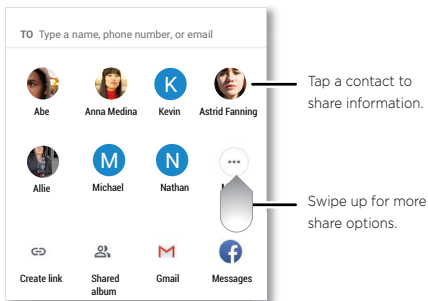 TO Type a name, phone number, or email
K
Abe Anna Medina Kevin Astrid Fanning
Tap a contact to
share information.
M N
Allie Michael Nathan
Swipe up for more
share options.
Create link Shared album Gmail Messages